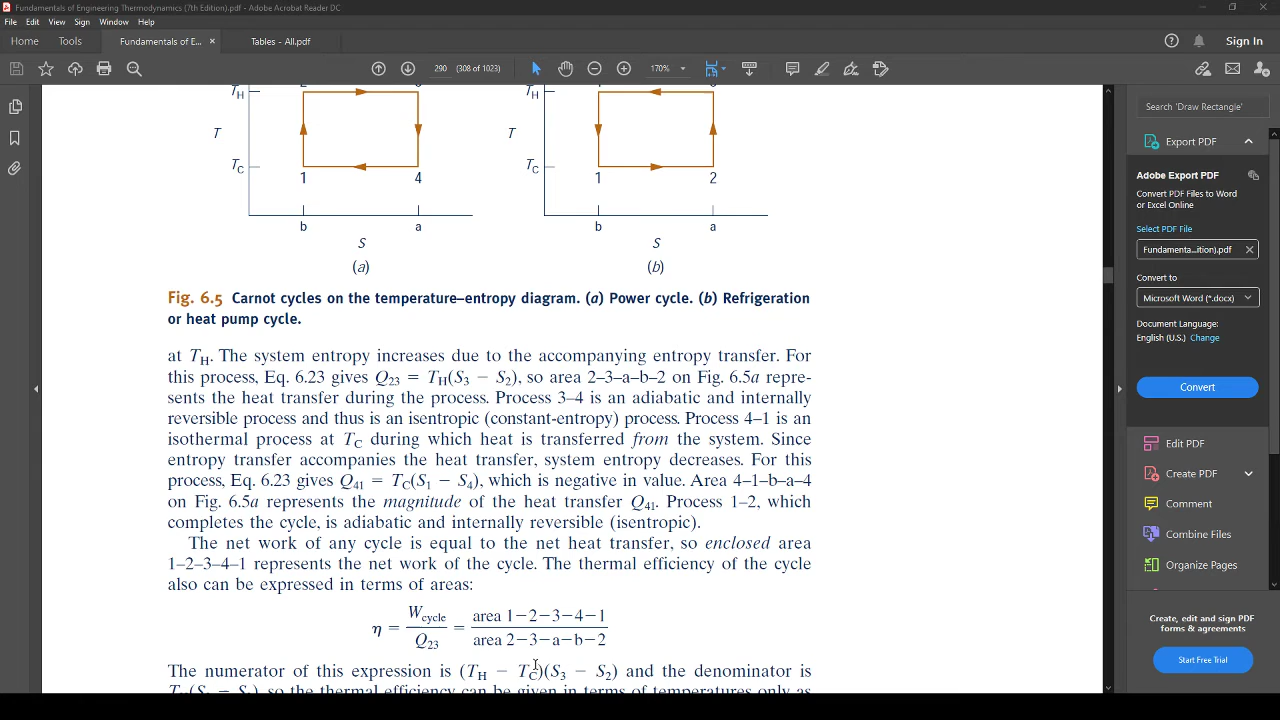 Fundamentals of Engineering Thermodynamics (7th Edition).pdf - Adobe Acrobat Reader DC
File Edit View Sign Window Help
Home Tools Fundamentals of E... × Tables - All.pdf Sign In
290 (308 of 1023) 170%
T_H T_H
T T
T_C T_C
1 4 1 2
b a b a
S S
(a) (b)
Fig. 6.5 Carnot cycles on the temperature–entropy diagram. (a) Power cycle. (b) Refrigeration
or heat pump cycle.
at T_H. The system entropy increases due to the accompanying entropy transfer. For
this process, Eq. 6.23 gives Q_23 = T_H(S_3 − S_2), so area 2–3–a–b–2 on Fig. 6.5a repre-
sents the heat transfer during the process. Process 3–4 is an adiabatic and internally
reversible process and thus is an isentropic (constant-entropy) process. Process 4–1 is an
isothermal process at T_C during which heat is transferred from the system. Since
entropy transfer accompanies the heat transfer, system entropy decreases. For this
process, Eq. 6.23 gives Q_41 = T_C(S_1 − S_4), which is negative in value. Area 4–1–b–a–4
on Fig. 6.5a represents the magnitude of the heat transfer Q_41. Process 1–2, which
completes the cycle, is adiabatic and internally reversible (isentropic).
The net work of any cycle is equal to the net heat transfer, so enclosed area
1–2–3–4–1 represents the net work of the cycle. The thermal efficiency of the cycle
also can be expressed in terms of areas:
η = W_cycle / Q_23 = area 1–2–3–4–1 / area 2–3–a–b–2
The numerator of this expression is (T_H − T_C)(S_3 − S_2) and the denominator is
so the thermal efficiency can be given in terms of temperatures only as
Search 'Draw Rectangle'
Export PDF
Adobe Export PDF
Convert PDF Files to Word
or Excel Online
Select PDF File
Fundamenta...ition).pdf ×
Convert to
Microsoft Word (*.docx)
Document Language:
English (U.S.) Change
Convert
Edit PDF
Create PDF
Comment
Combine Files
Organize Pages
Create, edit and sign PDF
forms & agreements
Start Free Trial